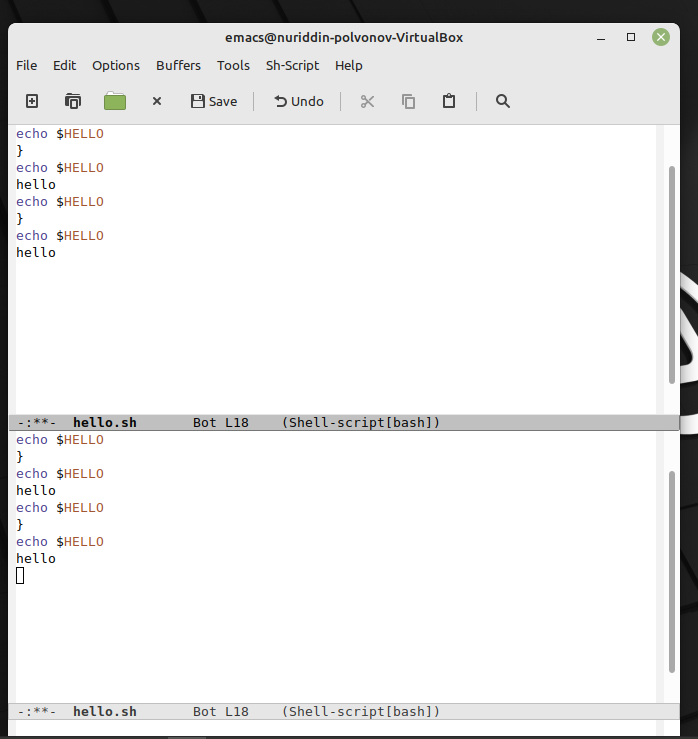 emacs@nuriddin-polvonov-VirtualBox
File Edit Options Buffers Tools Sh-Script Help
Save Undo
echo $HELLO
}
echo $HELLO
hello
echo $HELLO
}
echo $HELLO
hello
-:**- hello.sh Bot L18 (Shell-script[bash])
echo $HELLO
}
echo $HELLO
hello
echo $HELLO
}
echo $HELLO
hello
-:**- hello.sh Bot L18 (Shell-script[bash])